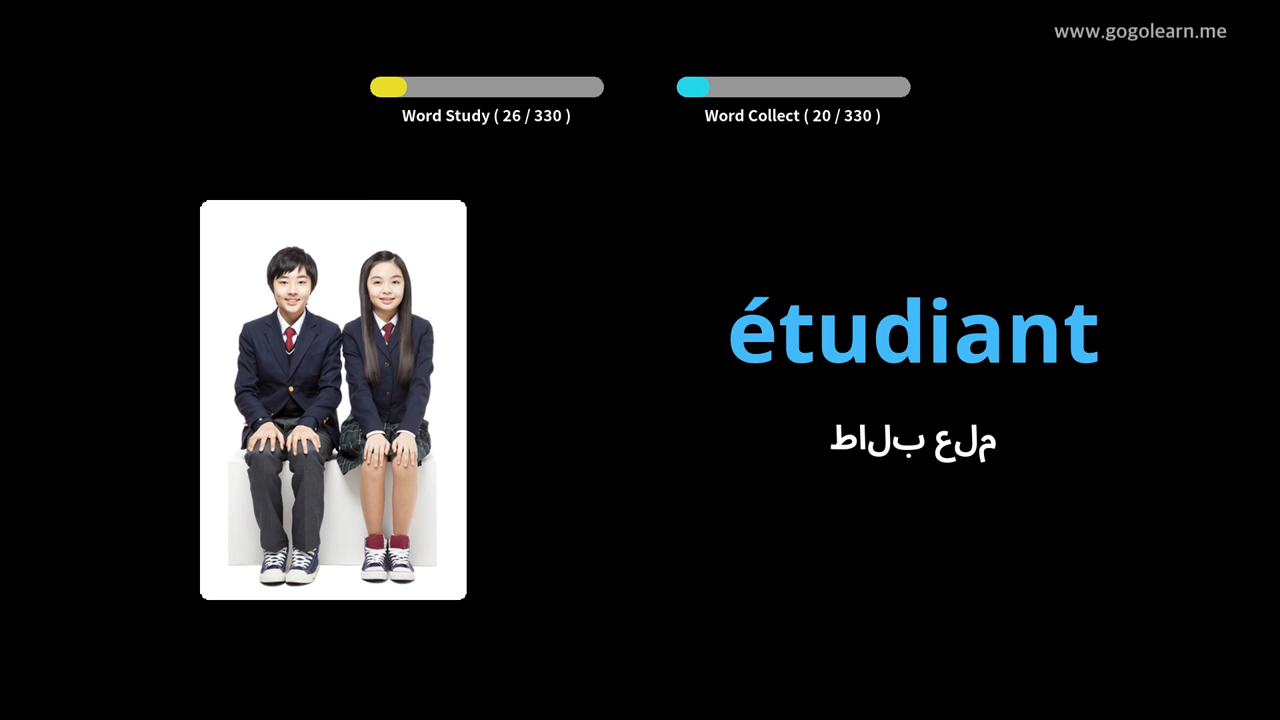 www.gogolearn.me
Word Study ( 26 / 330 )
Word Collect ( 20 / 330 )
étudiant
طالب علم